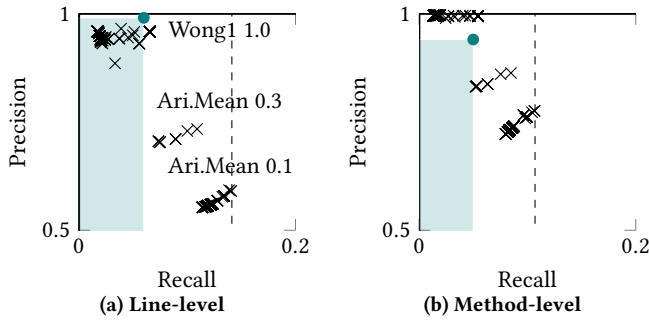 1
Wong1 1.0
Ari.Mean 0.3
Ari.Mean 0.1
0.5
0
0.2
Precision
Recall
(a) Line-level
1
0.5
0
0.2
Precision
Recall
(b) Method-level